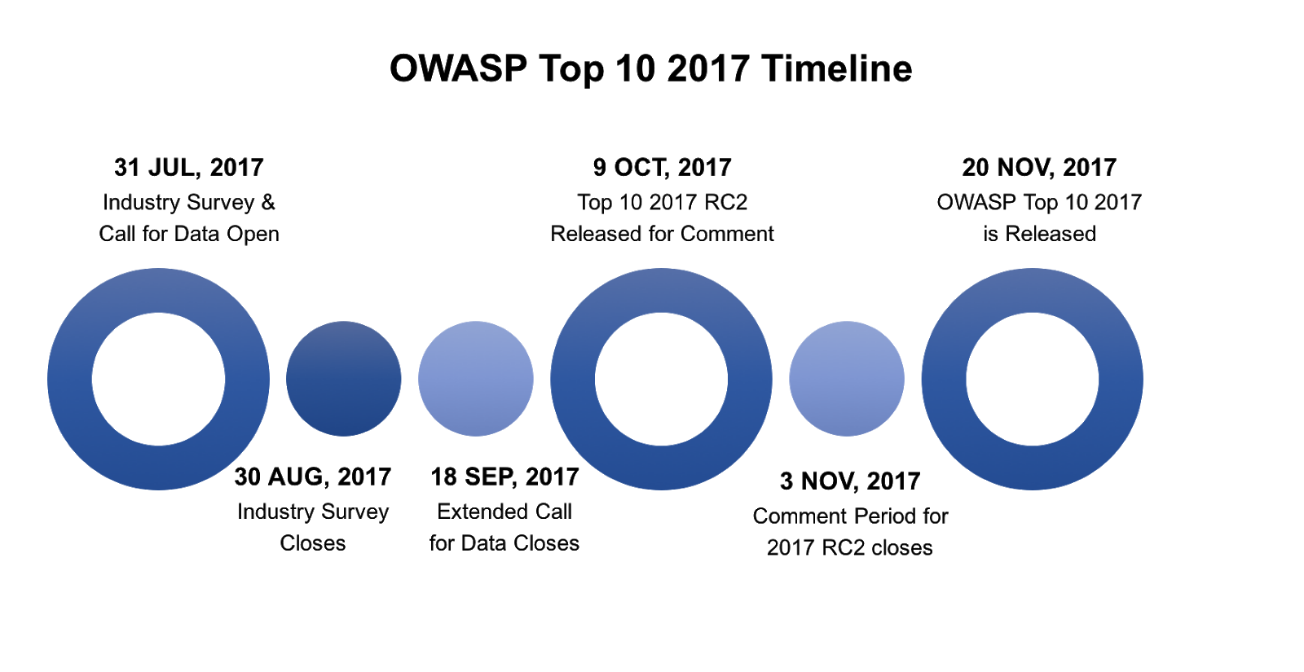 OWASP Top 10 2017 Timeline
31 JUL, 2017
Industry Survey &
Call for Data Open
30 AUG, 2017
Industry Survey
Closes
18 SEP, 2017
Extended Call
for Data Closes
9 OCT, 2017
Top 10 2017 RC2
Released for Comment
3 NOV, 2017
Comment Period for
2017 RC2 closes
20 NOV, 2017
OWASP Top 10 2017
is Released